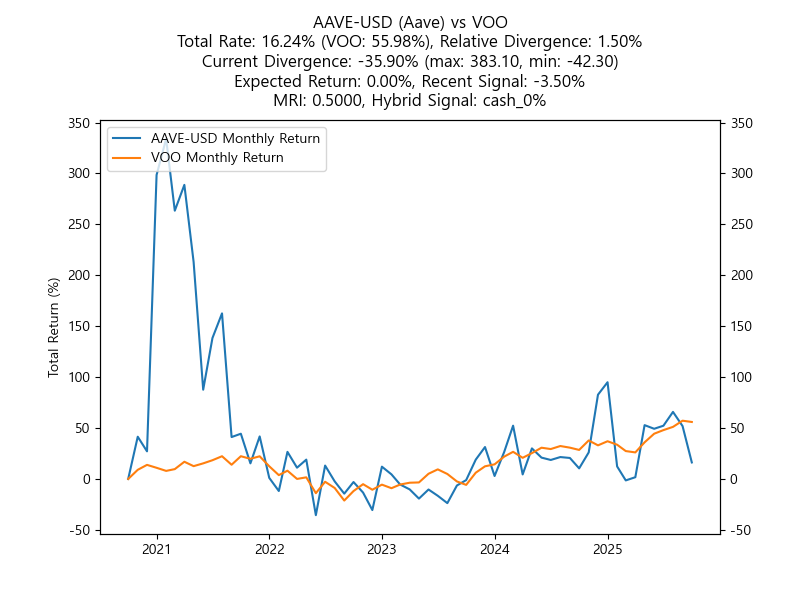 AAVE-USD (Aave) vs VOO
Total Rate: 16.24% (VOO: 55.98%), Relative Divergence: 1.50%
Current Divergence: -35.90% (max: 383.10, min: -42.30)
Expected Return: 0.00%, Recent Signal: -3.50%
MRI: 0.5000, Hybrid Signal: cash_0%
AAVE-USD Monthly Return
VOO Monthly Return
Total Return (%)
350 350
300 300
250 250
200 200
150 150
100 100
50 50
0 0
-50 -50
2021 2022 2023 2024 2025